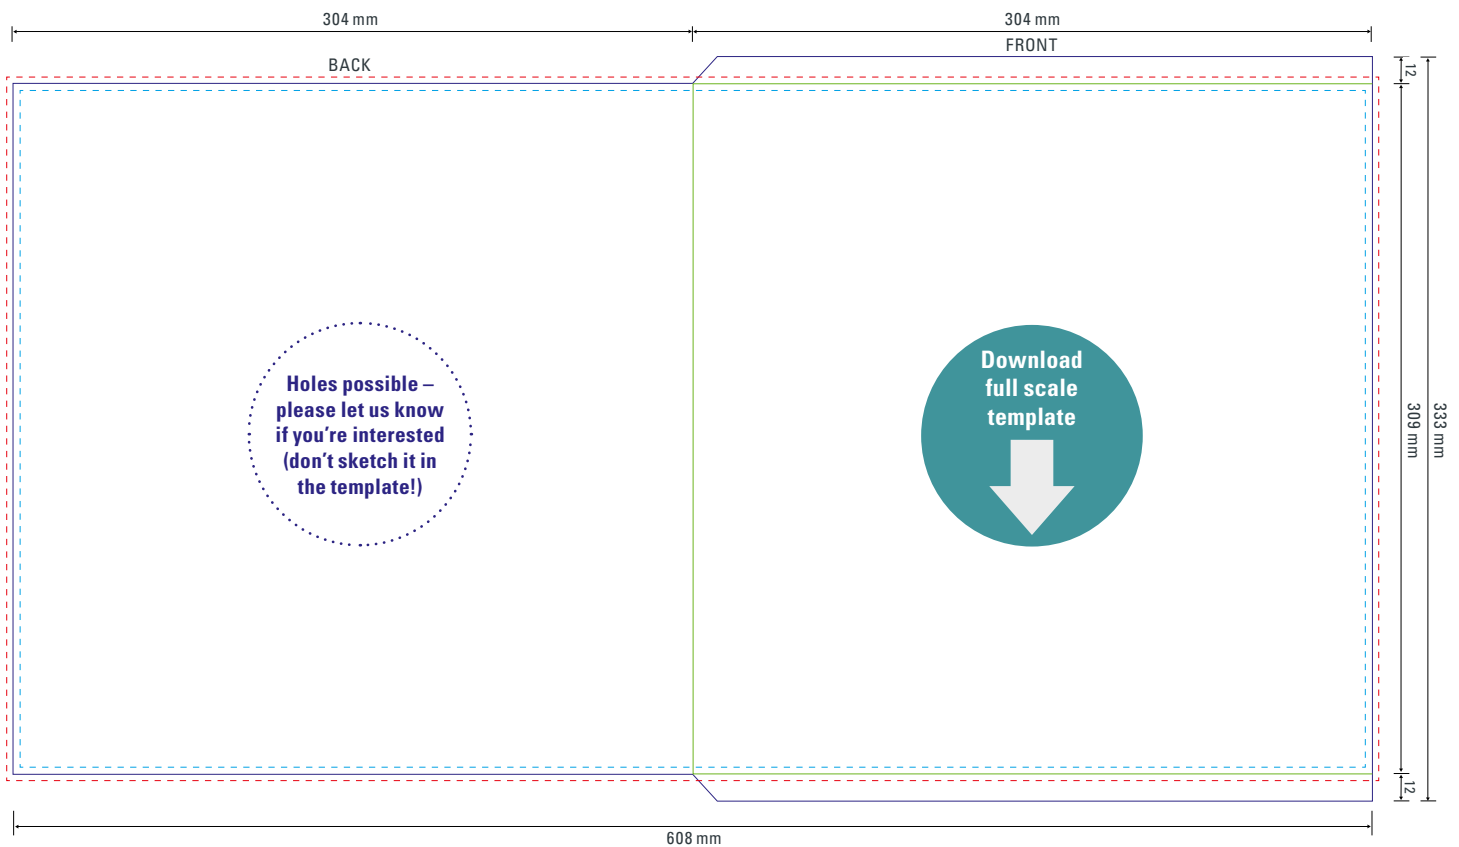 304 mm
304 mm
FRONT
BACK
12
Holes possible –
please let us know
if you're interested
(don't sketch it in
the template!)
Download
full scale
template
309 mm
333 mm
12
608 mm